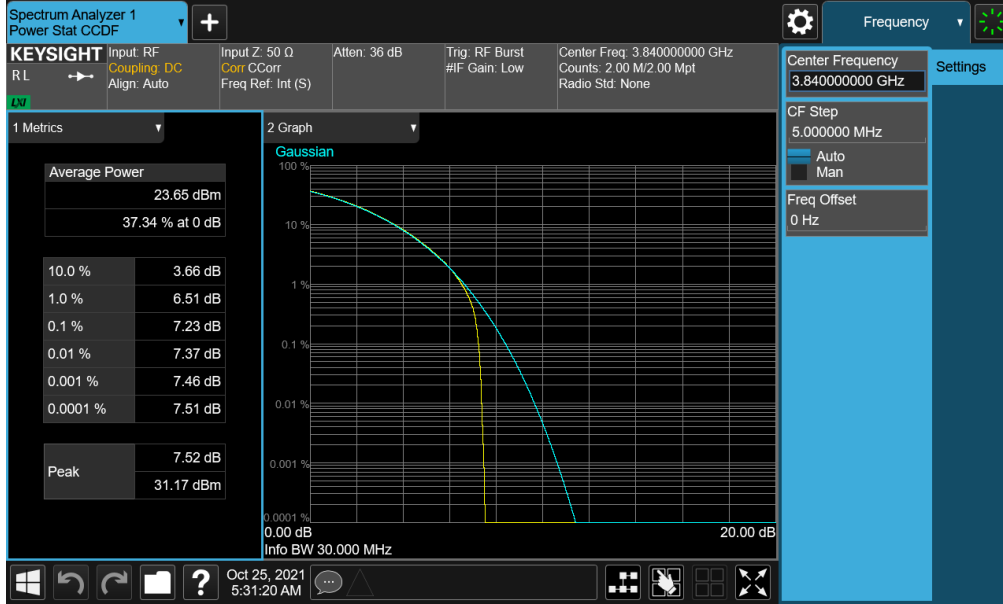 Spectrum Analyzer 1
Power Stat CCDF
Frequency
KEYSIGHT
RL
LXI
Input: RF
Coupling: DC
Align: Auto
Input Z: 50 Ω
Corr CCorr
Freq Ref: Int (S)
Atten: 36 dB
Trig: RF Burst
#IF Gain: Low
Center Freq: 3.840000000 GHz
Counts: 2.00 M/2.00 Mpt
Radio Std: None
Center Frequency
3.840000000 GHz
Settings
CF Step
5.000000 MHz
Auto
Man
Freq Offset
0 Hz
1 Metrics
Average Power
23.65 dBm
37.34 % at 0 dB
10.0 % 3.66 dB
1.0 % 6.51 dB
0.1 % 7.23 dB
0.01 % 7.37 dB
0.001 % 7.46 dB
0.0001 % 7.51 dB
Peak
7.52 dB
31.17 dBm
2 Graph
Gaussian
100 %
10 %
1 %
0.1 %
0.01 %
0.001 %
0.0001 %
0.00 dB 20.00 dB
Info BW 30.000 MHz
?
Oct 25, 2021
5:31:20 AM